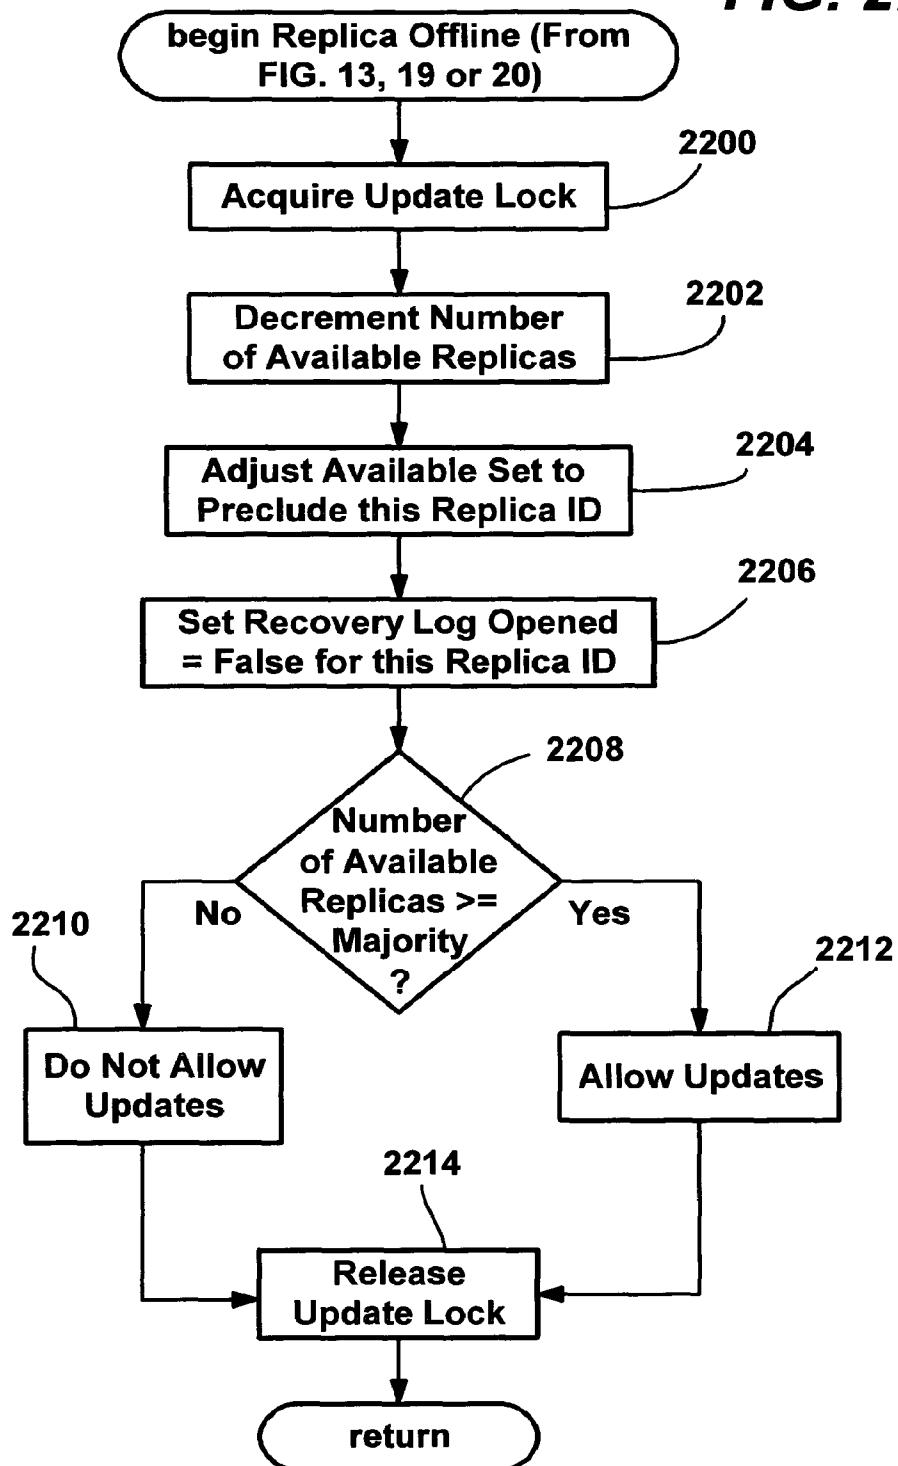 FIG. 2
begin Replica Offline (From
FIG. 13, 19 or 20)
2200
Acquire Update Lock
2202
Decrement Number
of Available Replicas
2204
Adjust Available Set to
Preclude this Replica ID
2206
Set Recovery Log Opened
= False for this Replica ID
2208
Number
of Available
Replicas >=
Majority
?
No
Yes
2210
2212
Do Not Allow
Updates
Allow Updates
2214
Release
Update Lock
return